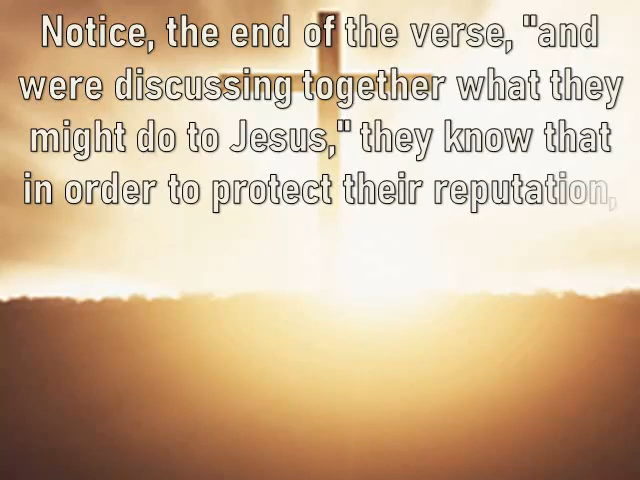 Notice, the end of the verse, "and
were discussing together what they
might do to Jesus," they know that
in order to protect their reputation,